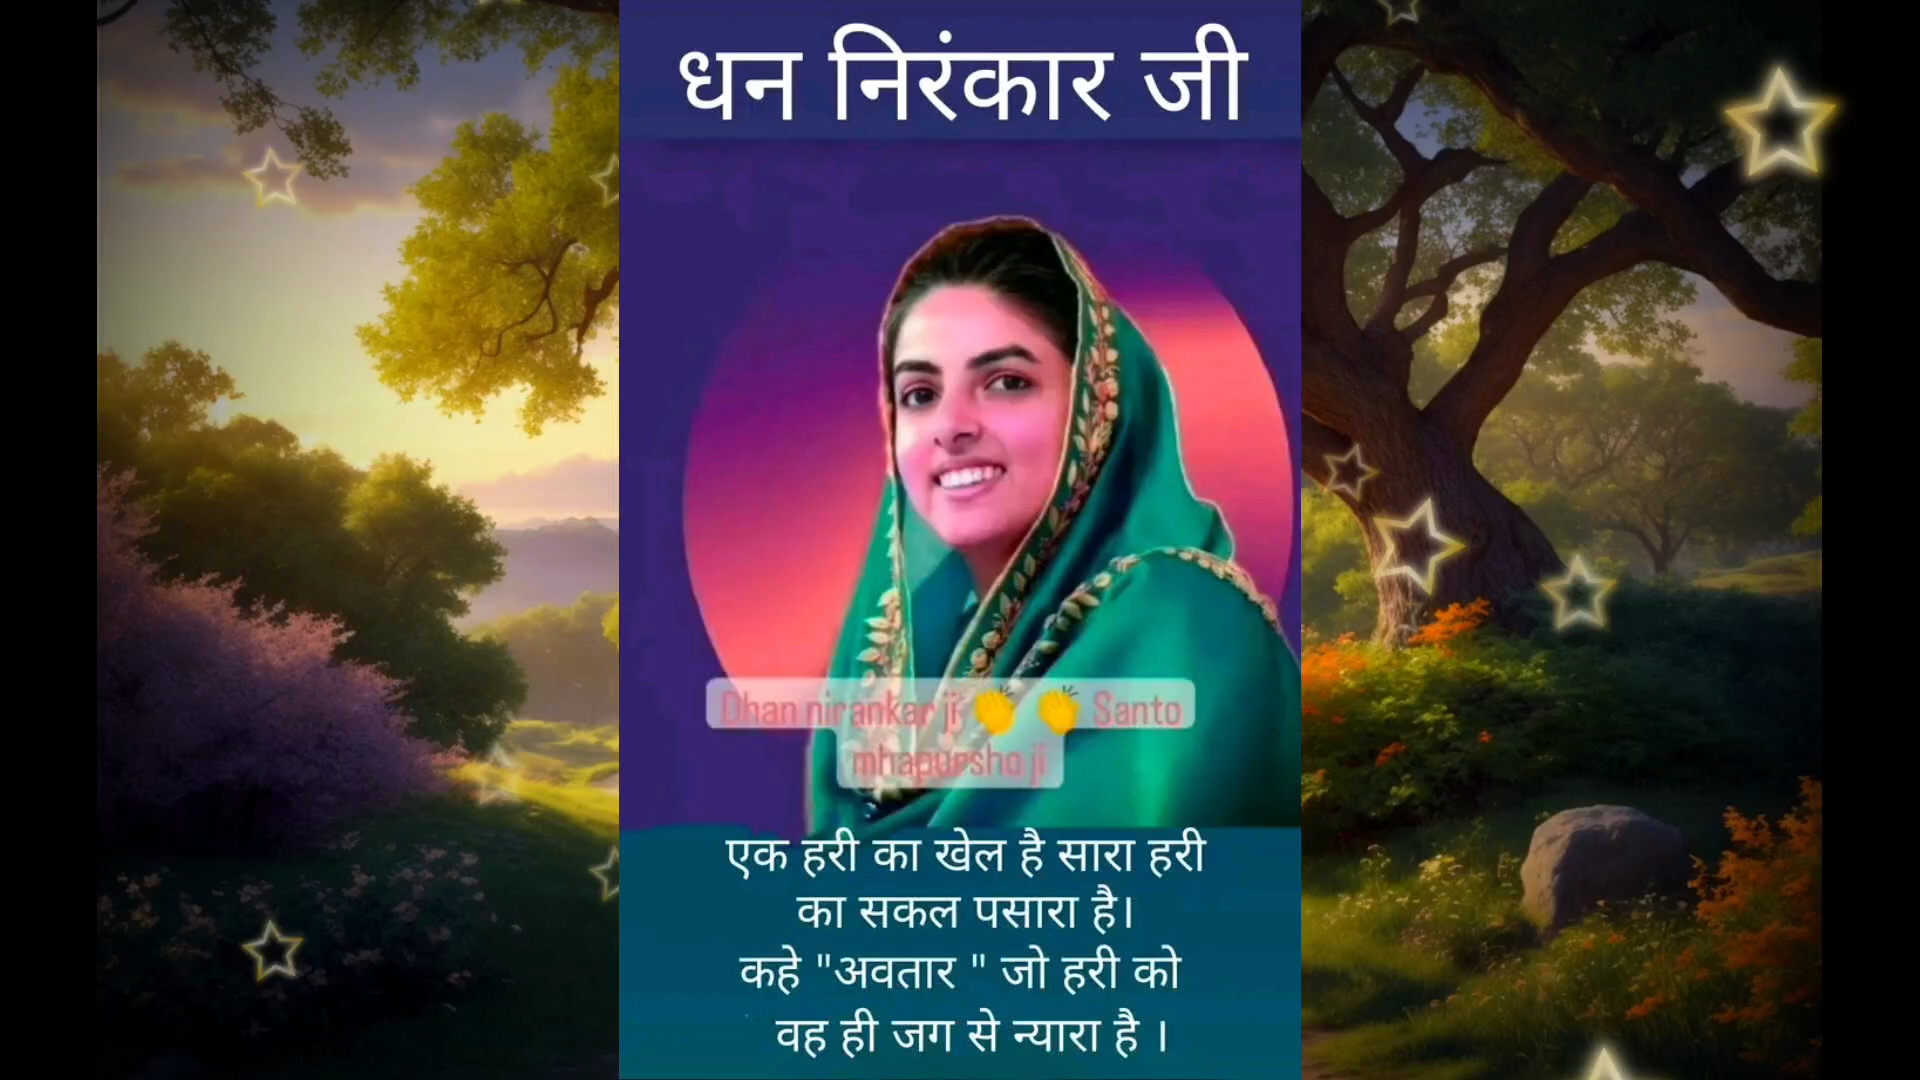 धन निरंकार जी
Dhan nirankar ji 👏 👏 Santo
mhapursho ji
एक हरी का खेल है सारा हरी
का सकल पसारा है।
कहे "अवतार " जो हरी को
वह ही जग से न्यारा है ।